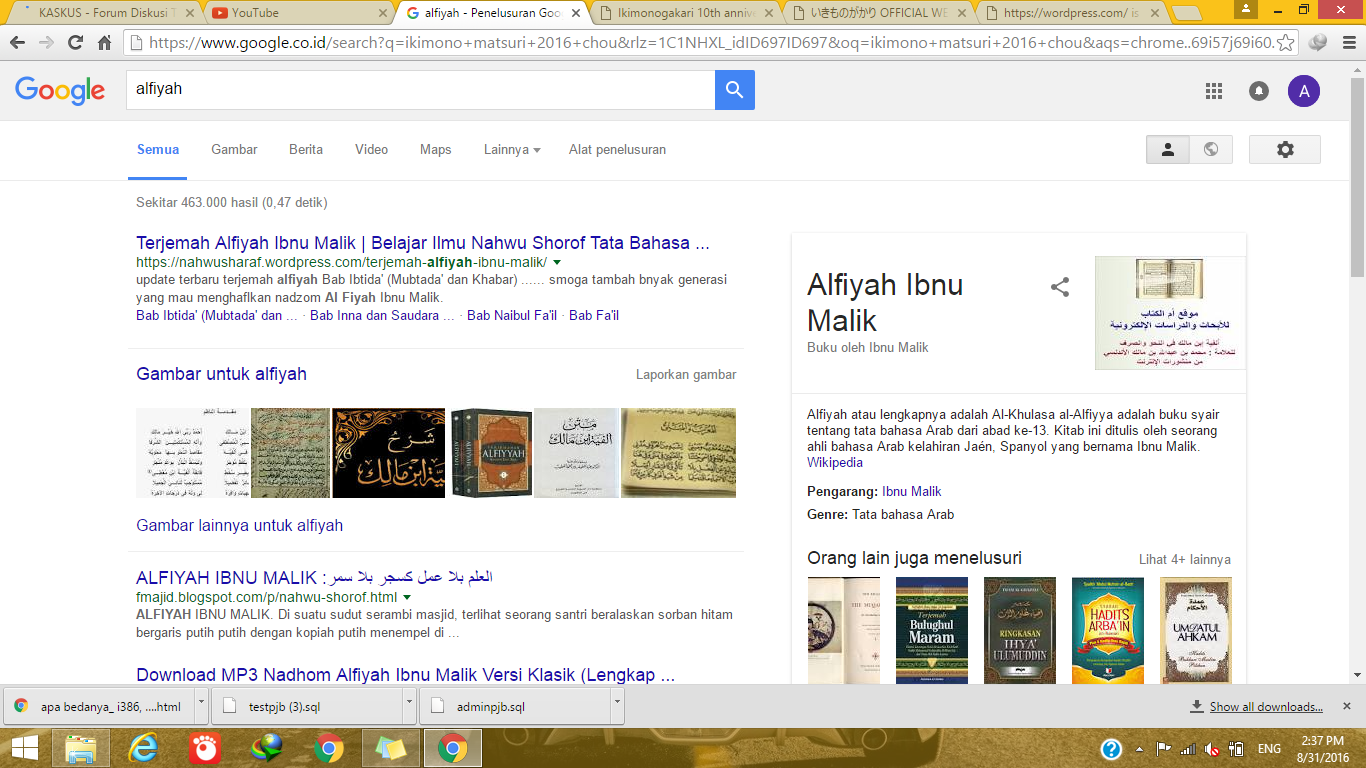 KASKUS - Forum Diskusi T
YouTube
alfiyah - Penelusuran Goo
Ikimonogakari 10th annive
いきものがかり OFFICIAL WE
https://wordpress.com/ is
https://www.google.co.id/search?q=ikimono+matsuri+2016+chou&rlz=1C1NHXL_idID697ID697&oq=ikimono+matsuri+2016+chou&aqs=chrome..69i57j69i60.
Google
alfiyah
A
Semua
Gambar
Berita
Video
Maps
Lainnya
Alat penelusuran
Sekitar 463.000 hasil (0,47 detik)
Terjemah Alfiyah Ibnu Malik | Belajar Ilmu Nahwu Shorof Tata Bahasa ...
https://nahwusharaf.wordpress.com/terjemah-alfiyah-ibnu-malik/
update terbaru terjemah alfiyah Bab Ibtida' (Mubtada' dan Khabar) ...... smoga tambah bnyak generasi
yang mau menghaflkan nadzom Al Fiyah Ibnu Malik.
Bab Ibtida' (Mubtada' dan ... · Bab Inna dan Saudara ... · Bab Naibul Fa'il · Bab Fa'il
Gambar untuk alfiyah
Laporkan gambar
شرح
ALFIYYAH
متن
ألفية ابن مالك
Gambar lainnya untuk alfiyah
ALFIYAH IBNU MALIK :العلم بلا عمل كسجر بلا سمر
fmajid.blogspot.com/p/nahwu-shorof.html
ALFIYAH IBNU MALIK. Di suatu sudut serambi masjid, terlihat seorang santri beralaskan sorban hitam
bergaris putih putih dengan kopiah putih menempel di ...
Download MP3 Nadhom Alfiyah Ibnu Malik Versi Klasik (Lengkap ...
Alfiyah Ibnu
Malik
Buku oleh Ibnu Malik
موقع أم الكتاب
للأبحاث والدراسات الإلكترونية
ألفية ابن مالك في النحو والصرف
للعلامة : محمد بن عبدالله بن مالك الأندلسي
من منشورات الإنترنت
Alfiyah atau lengkapnya adalah Al-Khulasa al-Alfiyya adalah buku syair
tentang tata bahasa Arab dari abad ke-13. Kitab ini ditulis oleh seorang
ahli bahasa Arab kelahiran Jaén, Spanyol yang bernama Ibnu Malik.
Wikipedia
Pengarang: Ibnu Malik
Genre: Tata bahasa Arab
Orang lain juga menelusuri
Lihat 4+ lainnya
Terjemah
Bulughul
Maram
RINGKASAN
IHYA'
ULUMUDDIN
HADITS
ARBA'IN
UMDATUL
AHKAM
apa bedanya_ i386, ....html
testpjb (3).sql
adminpjb.sql
Show all downloads...
ENG
2:37 PM
8/31/2016